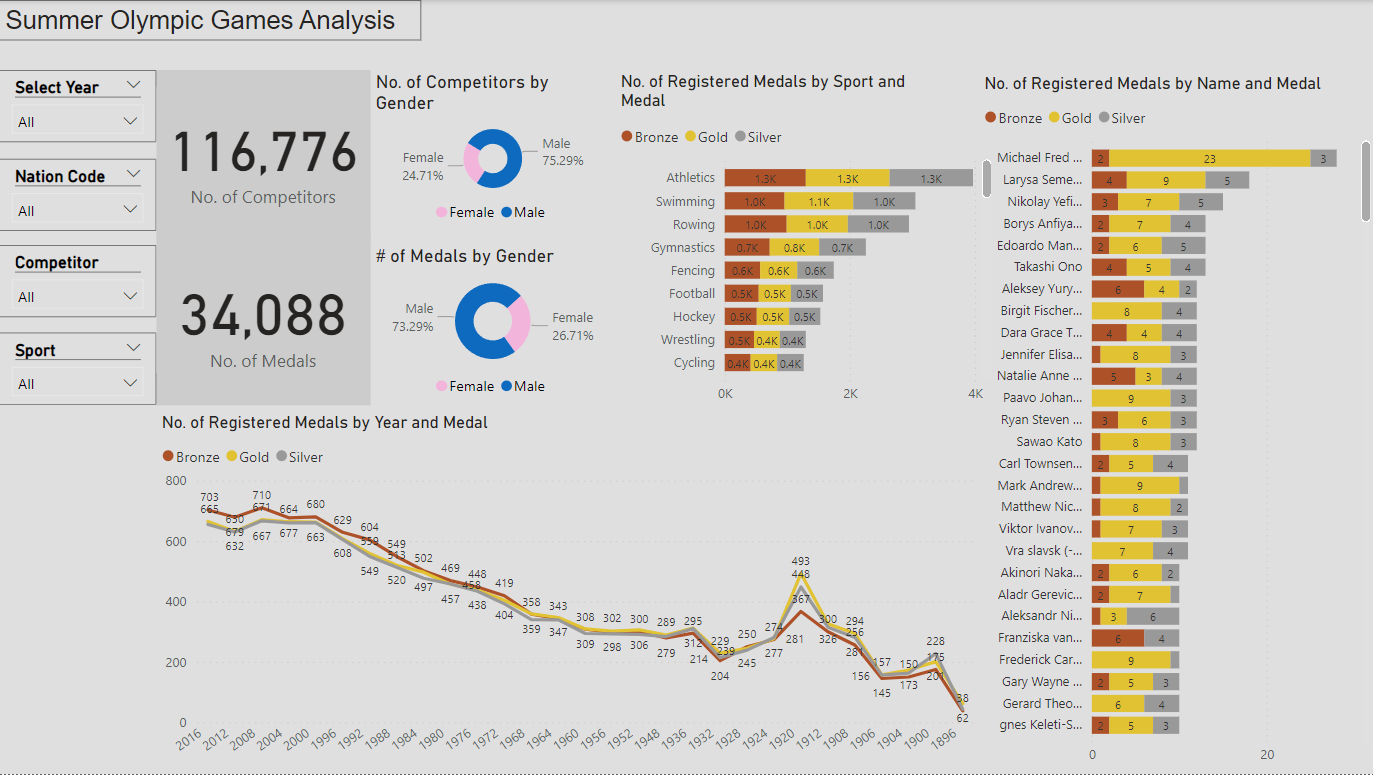 Summer Olympic Games Analysis
Select Year
All
Nation Code
All
Competitor
All
Sport
All
116,776
No. of Competitors
34,088
No. of Medals
No. of Competitors by
Gender
Female
24.71%
Male
75.29%
Female Male
# of Medals by Gender
Male
73.29%
Female
26.71%
Female Male
No. of Registered Medals by Sport and
Medal
Bronze Gold Silver
Athletics 1.3K 1.3K 1.3K
Swimming 1.0K 1.1K 1.0K
Rowing 1.0K 1.0K 1.0K
Gymnastics 0.7K 0.8K 0.7K
Fencing 0.6K 0.6K 0.6K
Football 0.5K 0.5K 0.5K
Hockey 0.5K 0.5K 0.5K
Wrestling 0.5K 0.4K 0.4K
Cycling 0.4K 0.4K 0.4K
0K 2K 4K
No. of Registered Medals by Name and Medal
Bronze Gold Silver
Michael Fred ... 2 23 3
Larysa Seme... 4 9 5
Nikolay Yefi... 3 7 5
Borys Anfiya... 2 7 4
Edoardo Man... 2 6 5
Takashi Ono 4 5 4
Aleksey Yury... 6 4 2
Birgit Fischer... 8 4
Dara Grace T... 4 4 4
Jennifer Elisa... 8 3
Natalie Anne ... 5 3 4
Paavo Johan... 9 3
Ryan Steven ... 3 6 3
Sawao Kato 8 3
Carl Townsen... 2 5 4
Mark Andrew... 9
Matthew Nic... 8 2
Viktor Ivanov... 7 3
Vra slavsk (-... 7 4
Akinori Naka... 2 6 2
Aladr Gerevic... 2 7
Aleksandr Ni... 3 6
Franziska van... 6 4
Frederick Car... 9
Gary Wayne ... 2 5 3
Gerard Theo... 6 4
gnes Keleti-S... 2 5 3
0 20
No. of Registered Medals by Year and Medal
Bronze Gold Silver
800
600
400
200
0
703 710 664 680 629 604 549 502 469 448 419 358 343 308 302 300 289 295 229 250 274 493 300 294 157 150 228 38
665 630 671 559 513 458 312 239 448 256 175
679 367
632 667 677 663 608 549 520 497 457 438 404 359 347 309 298 306 279 214 204 245 277 281 326 281 156 145 173 201 62
2016 2012 2008 2004 2000 1996 1992 1988 1984 1980 1976 1972 1968 1964 1960 1956 1952 1948 1936 1932 1928 1924 1920 1912 1908 1906 1904 1900 1896